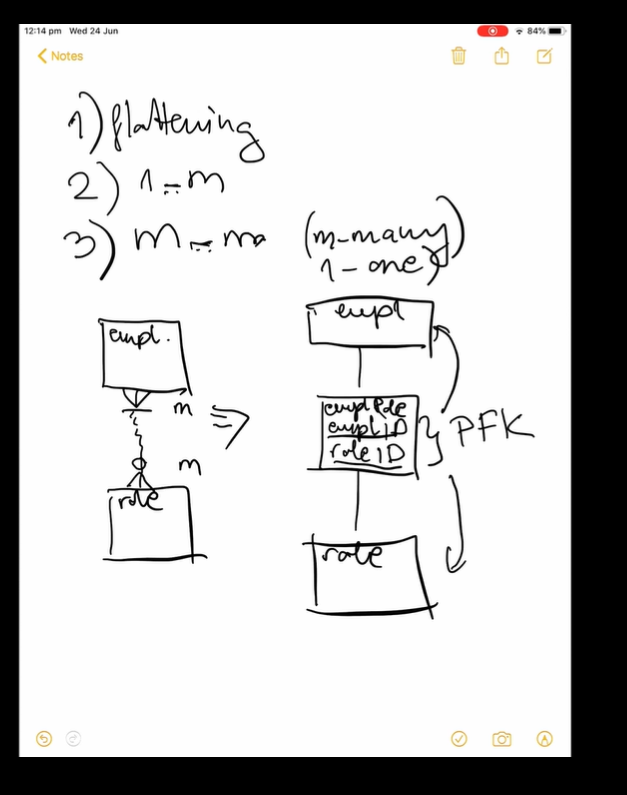 12:14 pm Wed 24 Jun
84%
Notes
1) flattening
2) 1-m
3) m-m (m-many
1-one)
empl.
m
m
role
empl
emplRole
emplID
roleID
PFK
role